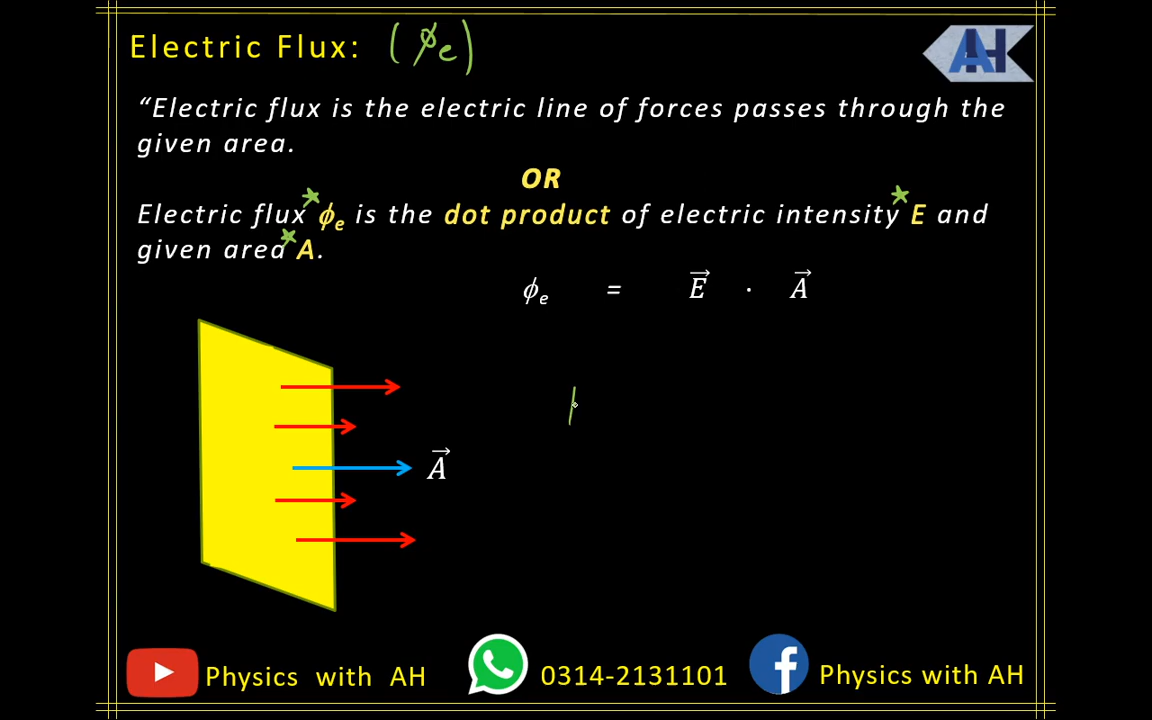 Electric Flux: (ϕe)
AH
“Electric flux is the electric line of forces passes through the
given area.
OR
Electric flux ϕe is the dot product of electric intensity E and
given area A.
ϕe = E⃗ · A⃗
A⃗
Physics with AH 0314-2131101 Physics with AH